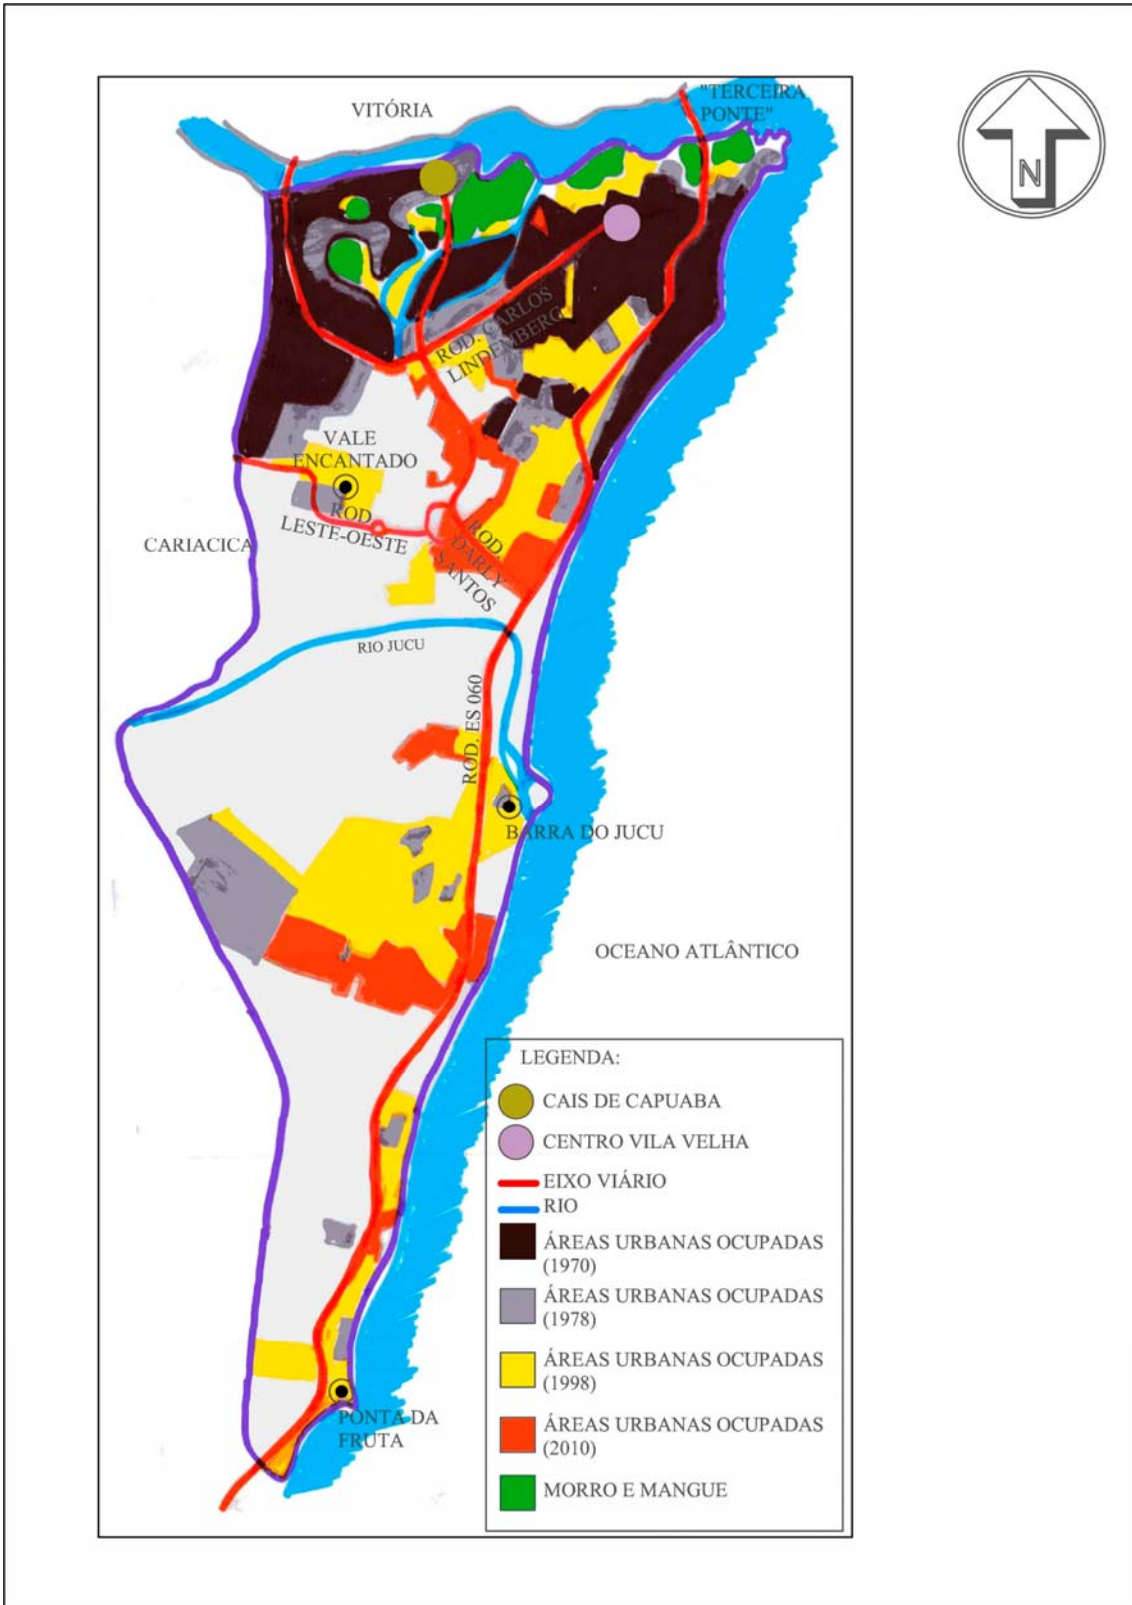 VITÓRIA
"TERCEIRA
PONTE"
N
ROD. CARLOS
LINDEMBERG
VALE
ENCANTADO
ROD.
LESTE-OESTE
ROD.
DARLY
SANTOS
CARIACICA
RIO JUCU
ROD. ES 060
BARRA DO JUCU
OCEANO ATLÂNTICO
PONTA DA
FRUTA
LEGENDA:
CAIS DE CAPUABA
CENTRO VILA VELHA
EIXO VIÁRIO
RIO
ÁREAS URBANAS OCUPADAS
(1970)
ÁREAS URBANAS OCUPADAS
(1978)
ÁREAS URBANAS OCUPADAS
(1998)
ÁREAS URBANAS OCUPADAS
(2010)
MORRO E MANGUE